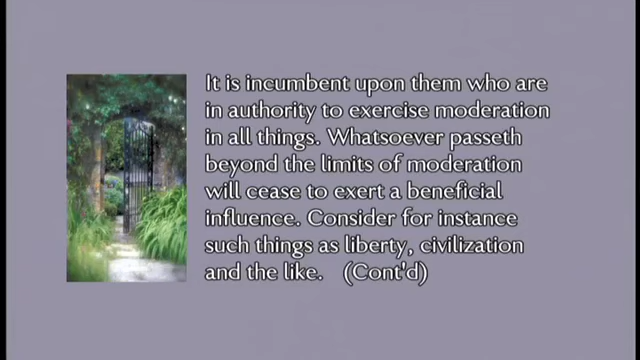 It is incumbent upon them who are
in authority to exercise moderation
in all things. Whatsoever passeth
beyond the limits of moderation
will cease to exert a beneficial
influence. Consider for instance
such things as liberty, civilization
and the like. (Cont'd)